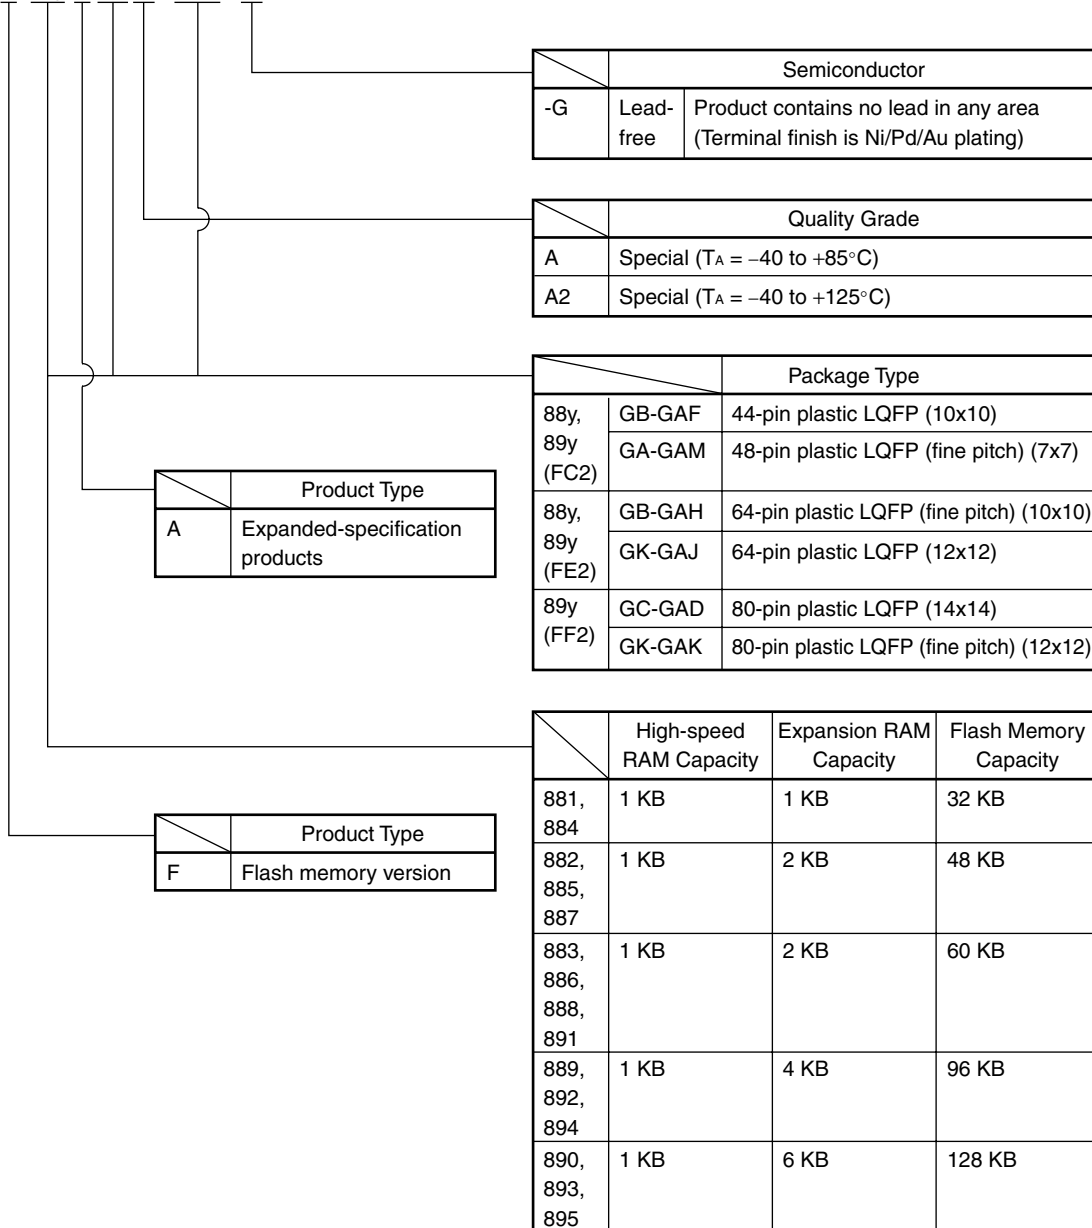 Semiconductor
-G Lead- Product contains no lead in any area
free (Terminal finish is Ni/Pd/Au plating)
Quality Grade
A Special (TA = −40 to +85°C)
A2 Special (TA = −40 to +125°C)
Package Type
88y, GB-GAF 44-pin plastic LQFP (10x10)
89y GA-GAM 48-pin plastic LQFP (fine pitch) (7x7)
(FC2)
88y, GB-GAH 64-pin plastic LQFP (fine pitch) (10x10)
89y GK-GAJ 64-pin plastic LQFP (12x12)
(FE2)
89y GC-GAD 80-pin plastic LQFP (14x14)
(FF2) GK-GAK 80-pin plastic LQFP (fine pitch) (12x12)
Product Type
A Expanded-specification
products
High-speed Expansion RAM Flash Memory
RAM Capacity Capacity Capacity
881, 1 KB 1 KB 32 KB
884
882, 1 KB 2 KB 48 KB
885,
887
883, 1 KB 2 KB 60 KB
886,
888,
891
889, 1 KB 4 KB 96 KB
892,
894
890, 1 KB 6 KB 128 KB
893,
895
Product Type
F Flash memory version